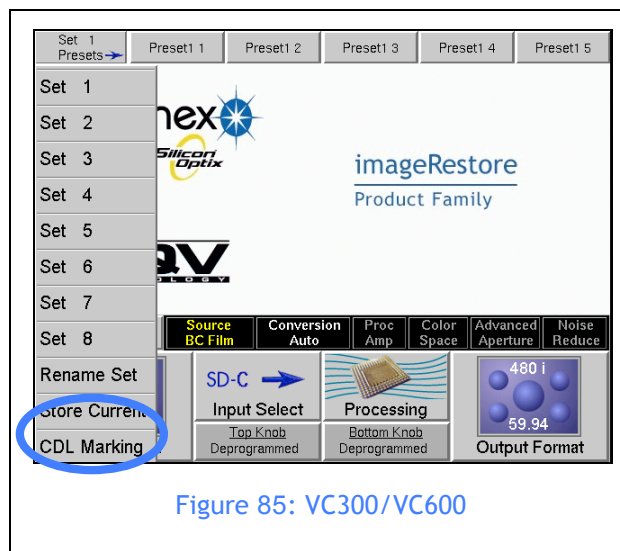 Set 1
Presets
Preset1 1
Preset1 2
Preset1 3
Preset1 4
Preset1 5
Set 1
Set 2
Set 3
Set 4
Set 5
Set 6
Set 7
Set 8
Rename Set
Store Current
CDL Marking
nex
Silicon
Optix
imageRestore
Product Family
QV
OLOGY
Source
BC Film
Conversion
Auto
Proc
Amp
Color
Space
Advanced
Aperture
Noise
Reduce
SD-C
Input Select
Processing
480 i
59.94
Output Format
Top Knob
Deprogrammed
Bottom Knob
Deprogrammed
Figure 85: VC300/VC600